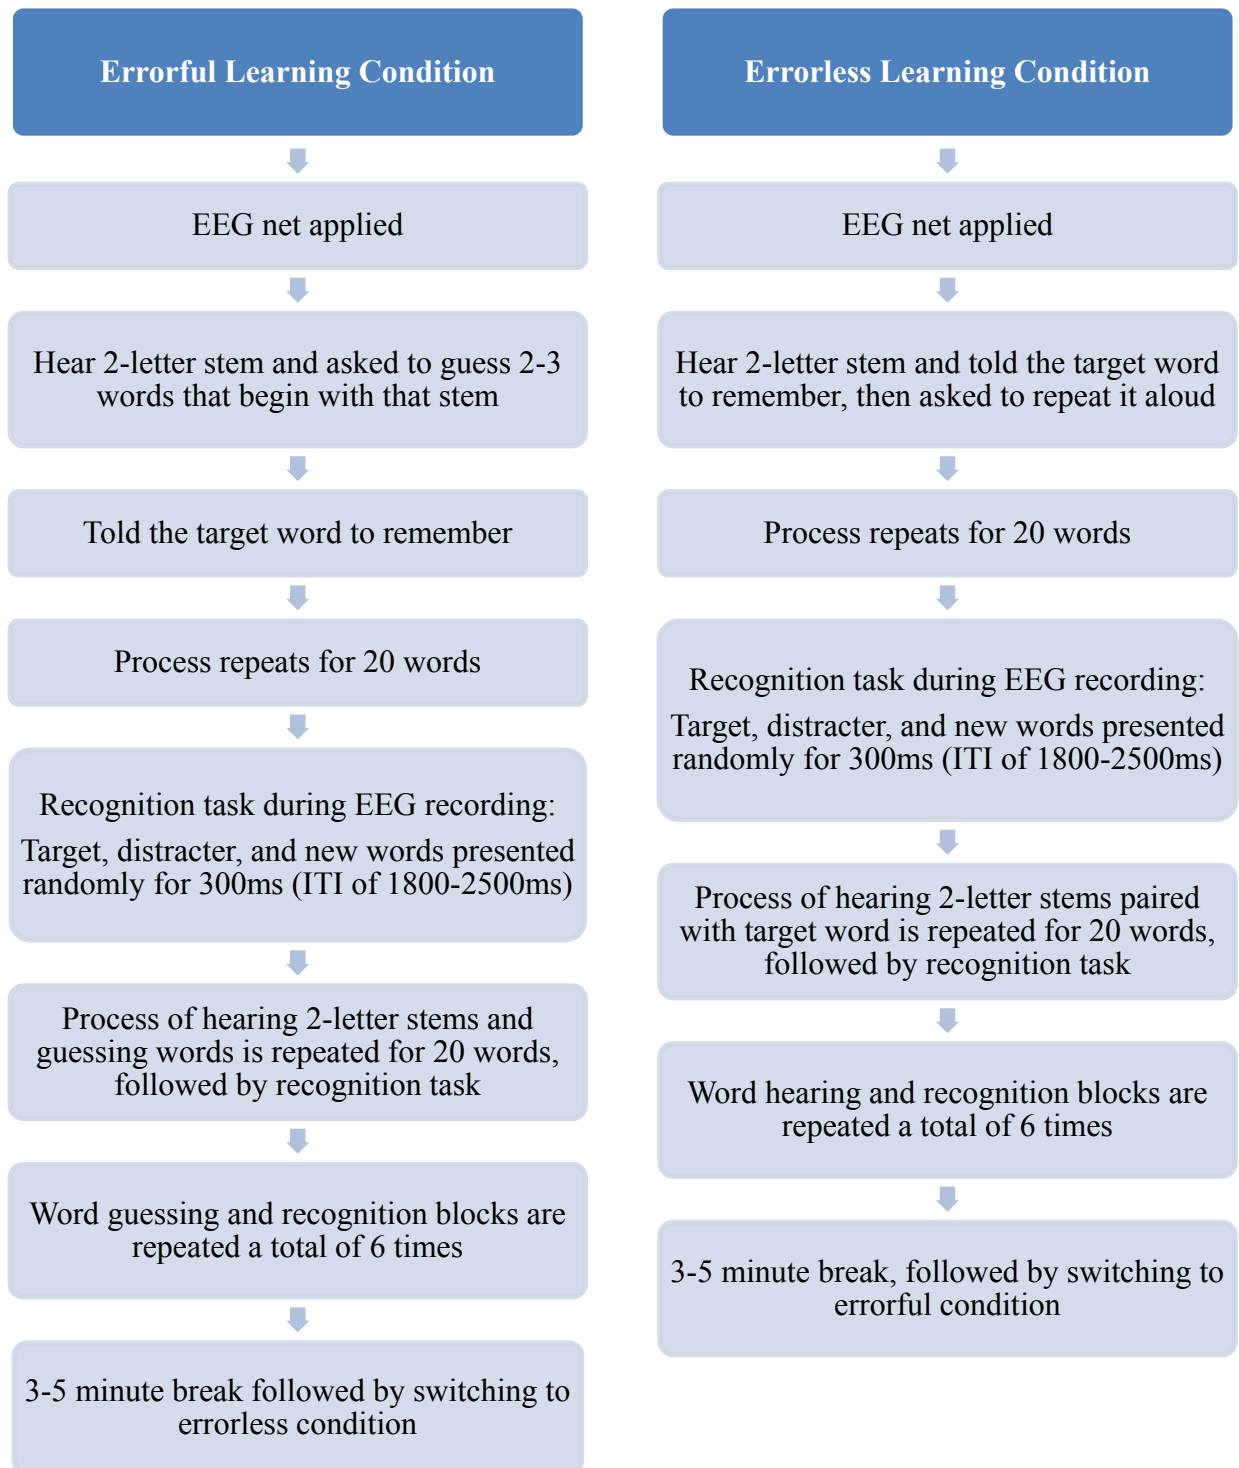 Errorful Learning Condition
EEG net applied
Hear 2-letter stem and asked to guess 2-3
words that begin with that stem
Told the target word to remember
Process repeats for 20 words
Recognition task during EEG recording:
Target, distracter, and new words presented
randomly for 300ms (ITI of 1800-2500ms)
Process of hearing 2-letter stems and
guessing words is repeated for 20 words,
followed by recognition task
Word guessing and recognition blocks are
repeated a total of 6 times
3-5 minute break followed by switching to
errorless condition
Errorless Learning Condition
EEG net applied
Hear 2-letter stem and told the target word
to remember, then asked to repeat it aloud
Process repeats for 20 words
Recognition task during EEG recording:
Target, distracter, and new words presented
randomly for 300ms (ITI of 1800-2500ms)
Process of hearing 2-letter stems paired
with target word is repeated for 20 words,
followed by recognition task
Word hearing and recognition blocks are
repeated a total of 6 times
3-5 minute break, followed by switching to
errorful condition